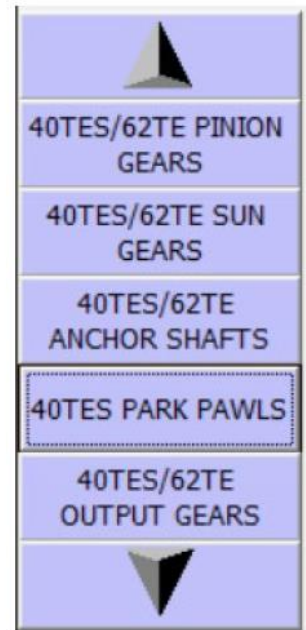 40TES/62TE PINION
GEARS
40TES/62TE SUN
GEARS
40TES/62TE
ANCHOR SHAFTS
40TES PARK PAWLS
40TES/62TE
OUTPUT GEARS